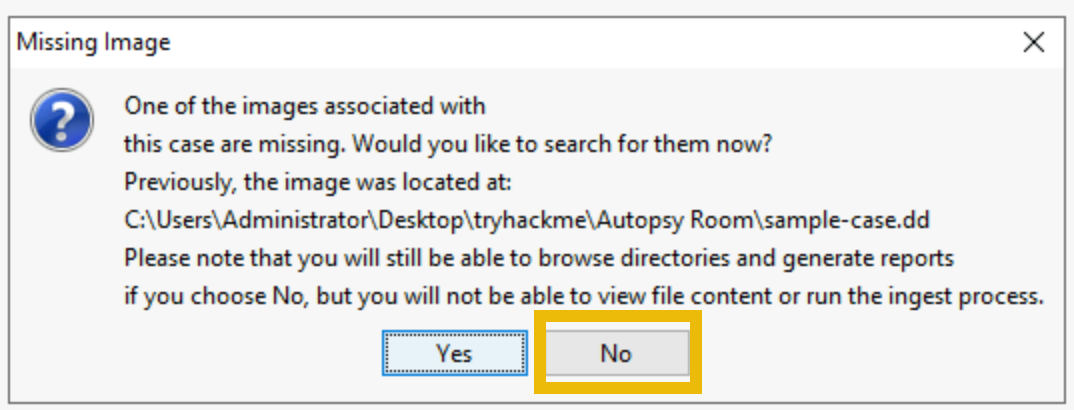 Missing Image
One of the images associated with
this case are missing. Would you like to search for them now?
Previously, the image was located at:
C:\Users\Administrator\Desktop\tryhackme\Autopsy Room\sample-case.dd
Please note that you will still be able to browse directories and generate reports
if you choose No, but you will not be able to view file content or run the ingest process.
Yes No